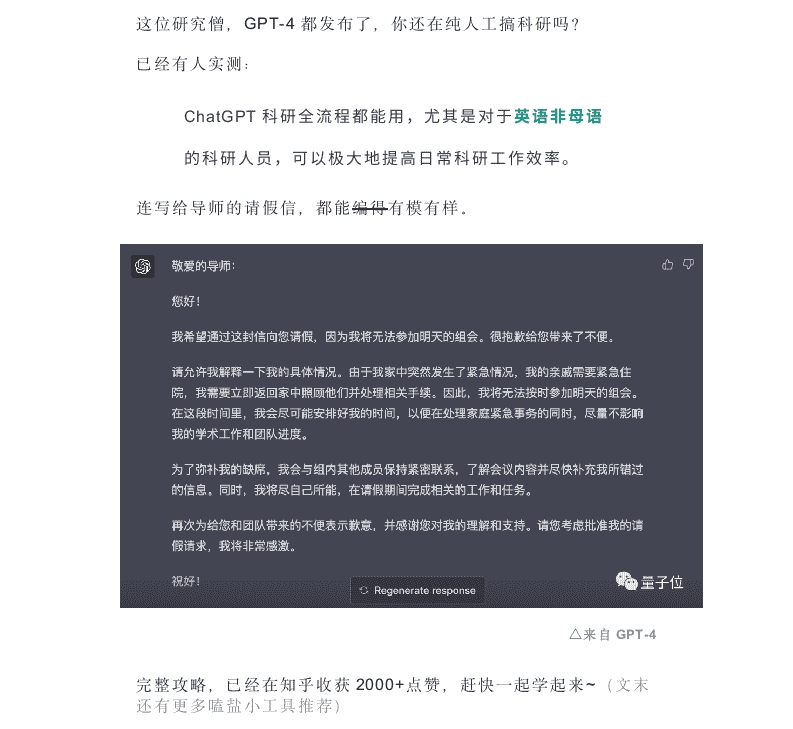 这位研究僧，GPT-4 都发布了，你还在纯人工搞科研吗？
已经有人实测：
ChatGPT 科研全流程都能用，尤其是对于英语非母语
的科研人员，可以极大地提高日常科研工作效率。
连写给导师的请假信，都能编得有模有样。
敬爱的导师：
您好！
我希望通过这封信向您请假，因为我将无法参加明天的组会。很抱歉给您带来了不便。
请允许我解释一下我的具体情况。由于我家中突然发生了紧急情况，我的亲戚需要紧急住
院，我需要立即返回家中照顾他们并处理相关手续。因此，我将无法按时参加明天的组会。
在这段时间里，我会尽可能安排好我的时间，以便在处理家庭紧急事务的同时，尽量不影响
我的学术工作和团队进度。
为了弥补我的缺席，我会与组内其他成员保持紧密联系，了解会议内容并尽快补充我所错过
的信息。同时，我将尽自己所能，在请假期间完成相关的工作和任务。
再次为给您和团队带来的不便表示歉意，并感谢您对我的理解和支持。请您考虑批准我的请
假请求，我将非常感激。
祝好！
Regenerate response
量子位
△来自 GPT-4
完整攻略，已经在知乎收获 2000+点赞，赶快一起学起来~（文末
还有更多嗑盐小工具推荐）